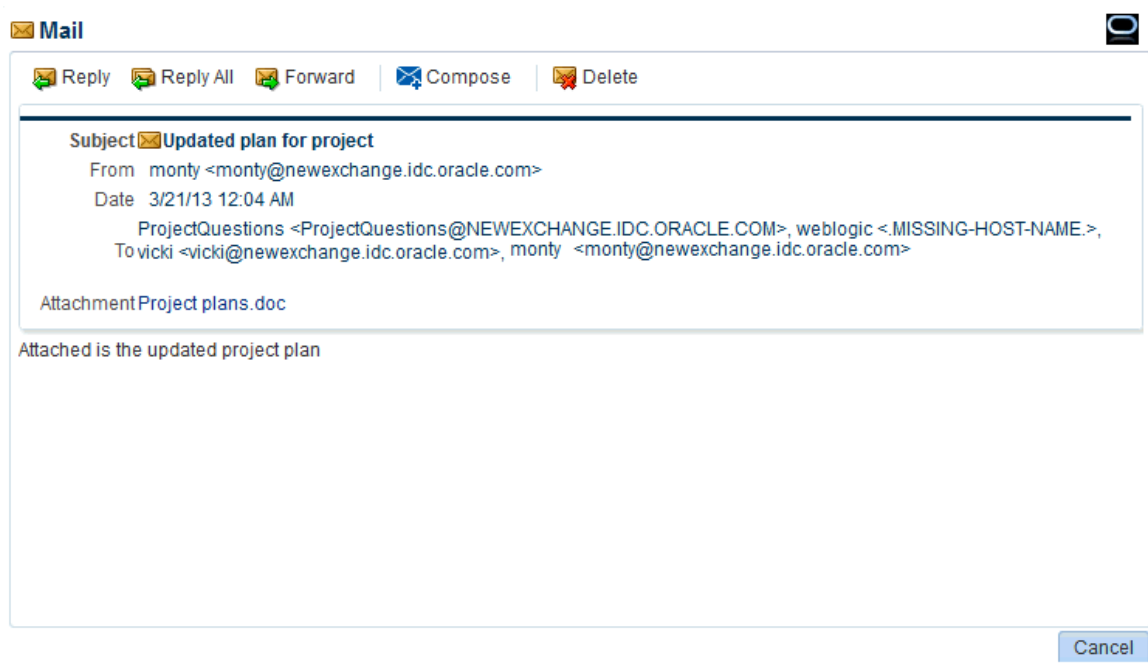 Mail
Reply Reply All Forward Compose Delete
Subject Updated plan for project
From monty <monty@newexchange.idc.oracle.com>
Date 3/21/13 12:04 AM
ProjectQuestions <ProjectQuestions@NEWEXCHANGE.IDC.ORACLE.COM>, weblogic <.MISSING-HOST-NAME.>,
To vicki <vicki@newexchange.idc.oracle.com>, monty <monty@newexchange.idc.oracle.com>
Attachment Project plans.doc
Attached is the updated project plan
Cancel